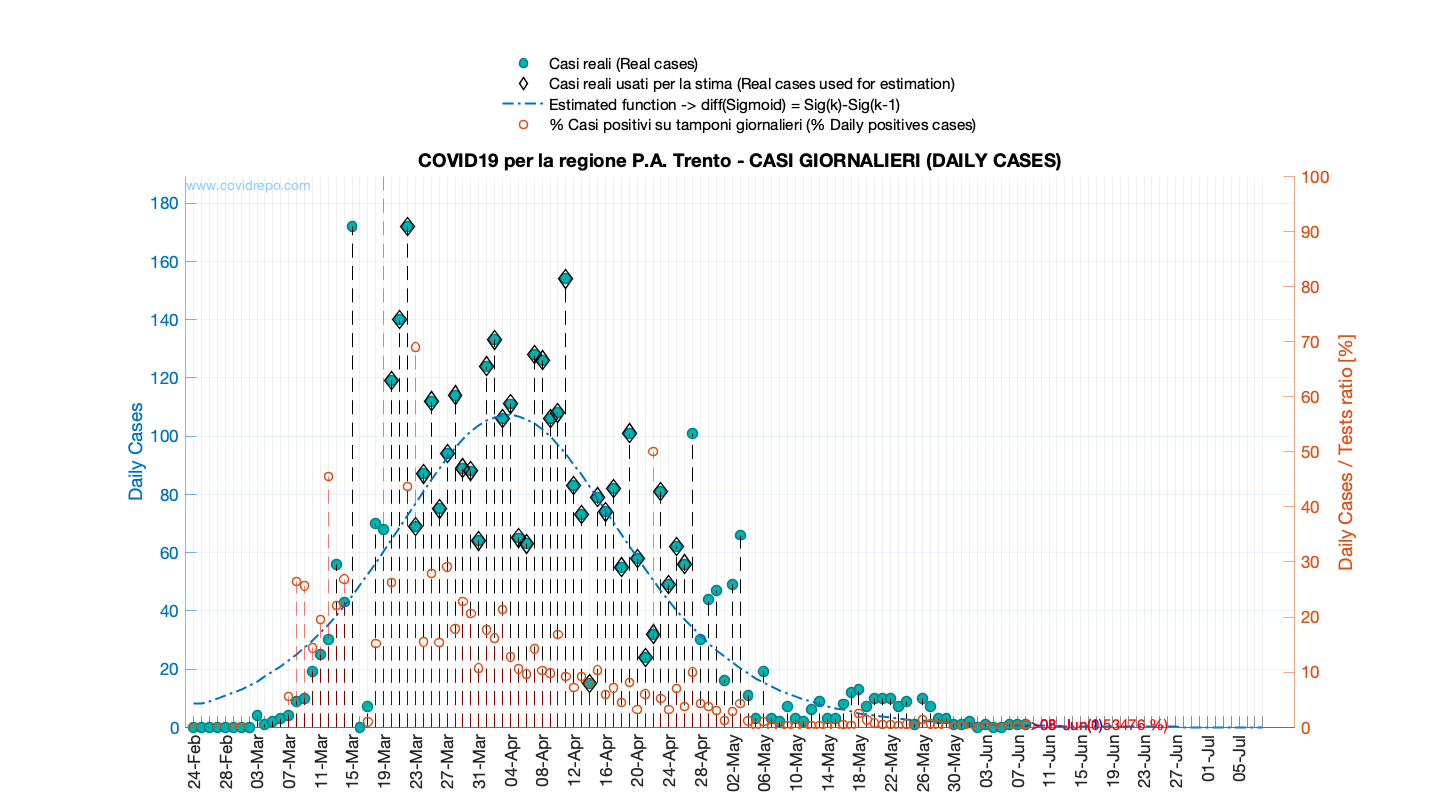 Casi reali (Real cases)
Casi reali usati per la stima (Real cases used for estimation)
Estimated function -> diff(Sigmoid) = Sig(k)-Sig(k-1)
% Casi positivi su tamponi giornalieri (% Daily positives cases)
COVID19 per la regione P.A. Trento - CASI GIORNALIERI (DAILY CASES)
www.covidrepo.com
Daily Cases
180
160
140
120
100
80
60
40
20
0
100
90
80
70
60
50
40
30
20
10
0
Daily Cases / Tests ratio [%]
24-Feb
28-Feb
03-Mar
07-Mar
11-Mar
15-Mar
19-Mar
23-Mar
27-Mar
31-Mar
04-Apr
08-Apr
12-Apr
16-Apr
20-Apr
24-Apr
28-Apr
02-May
06-May
10-May
14-May
18-May
22-May
26-May
30-May
03-Jun
07-Jun
11-Jun
15-Jun
19-Jun
23-Jun
27-Jun
01-Jul
05-Jul